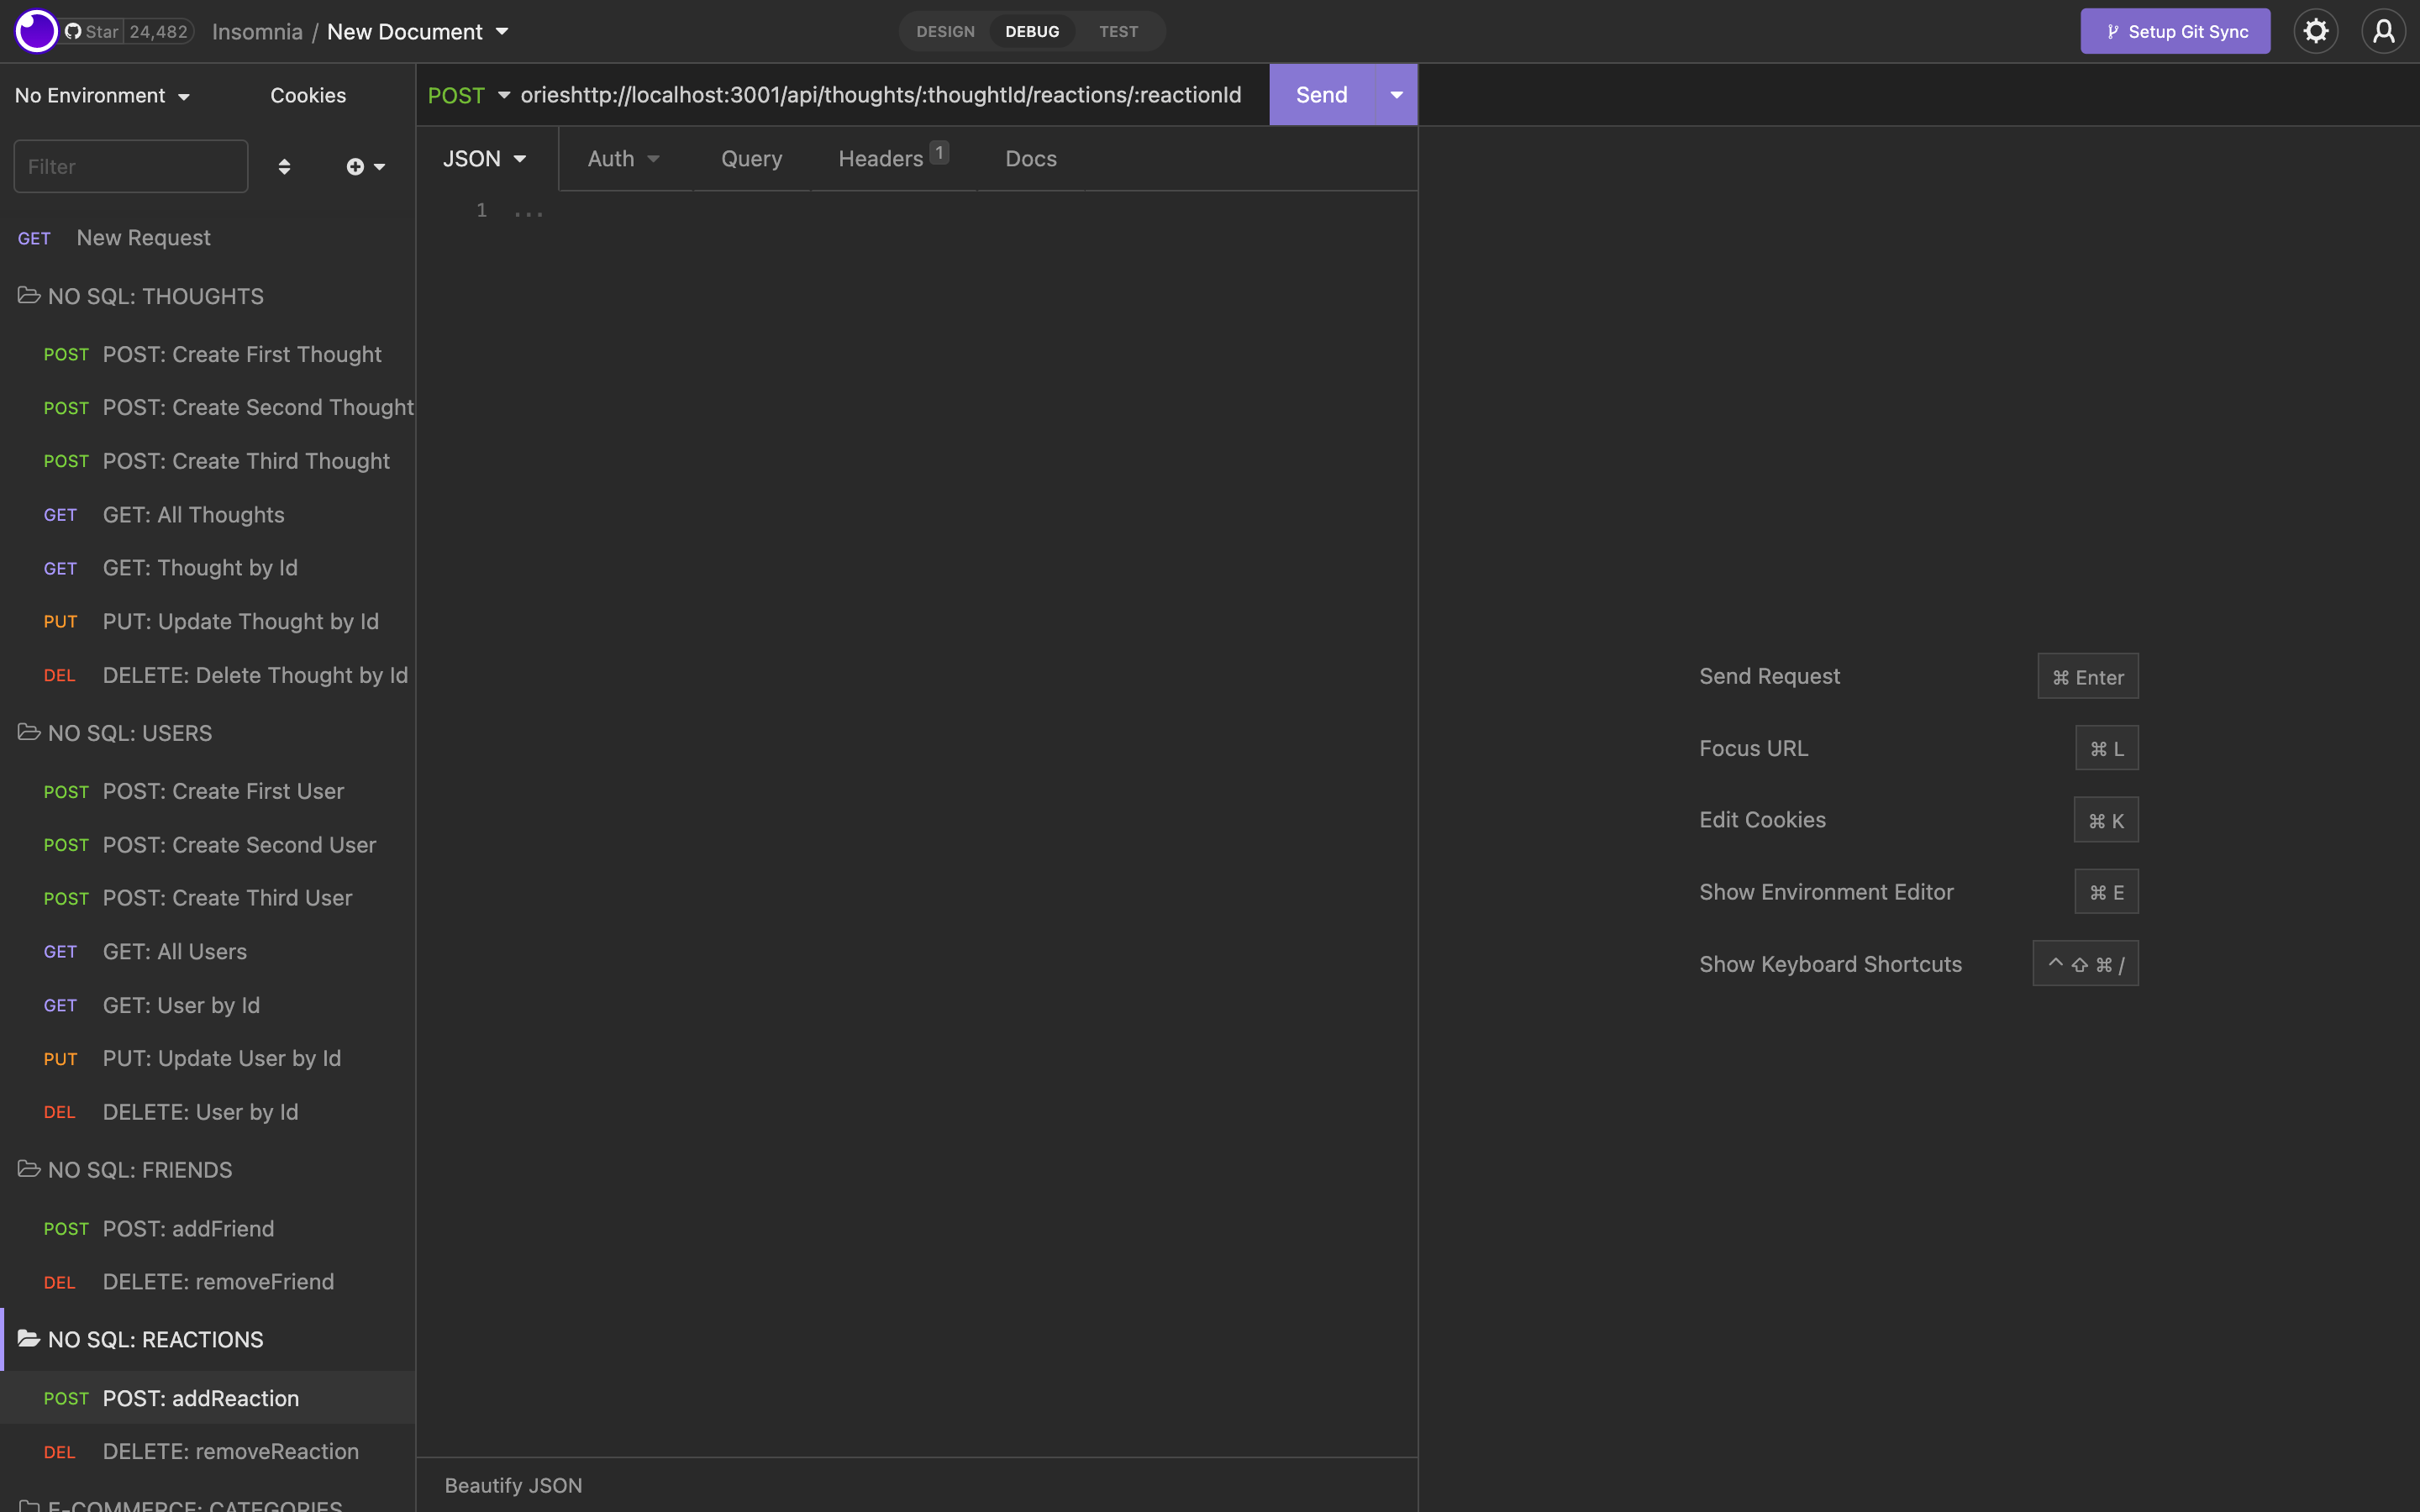 Star 24,482 Insomnia / New Document DESIGN DEBUG TEST Setup Git Sync
No Environment Cookies
POST orieshttp://localhost:3001/api/thoughts/:thoughtId/reactions/:reactionId Send
Filter
JSON Auth Query Headers 1 Docs
1 ...
GET New Request
NO SQL: THOUGHTS
POST POST: Create First Thought
POST POST: Create Second Thought
POST POST: Create Third Thought
GET GET: All Thoughts
GET GET: Thought by Id
PUT PUT: Update Thought by Id
DEL DELETE: Delete Thought by Id
NO SQL: USERS
POST POST: Create First User
POST POST: Create Second User
POST POST: Create Third User
GET GET: All Users
GET GET: User by Id
PUT PUT: Update User by Id
DEL DELETE: User by Id
NO SQL: FRIENDS
POST POST: addFriend
DEL DELETE: removeFriend
NO SQL: REACTIONS
POST POST: addReaction
DEL DELETE: removeReaction
E-COMMERCE: CATEGORIES
Send Request ⌘ Enter
Focus URL ⌘ L
Edit Cookies ⌘ K
Show Environment Editor ⌘ E
Show Keyboard Shortcuts ^ ⇧ ⌘ /
Beautify JSON